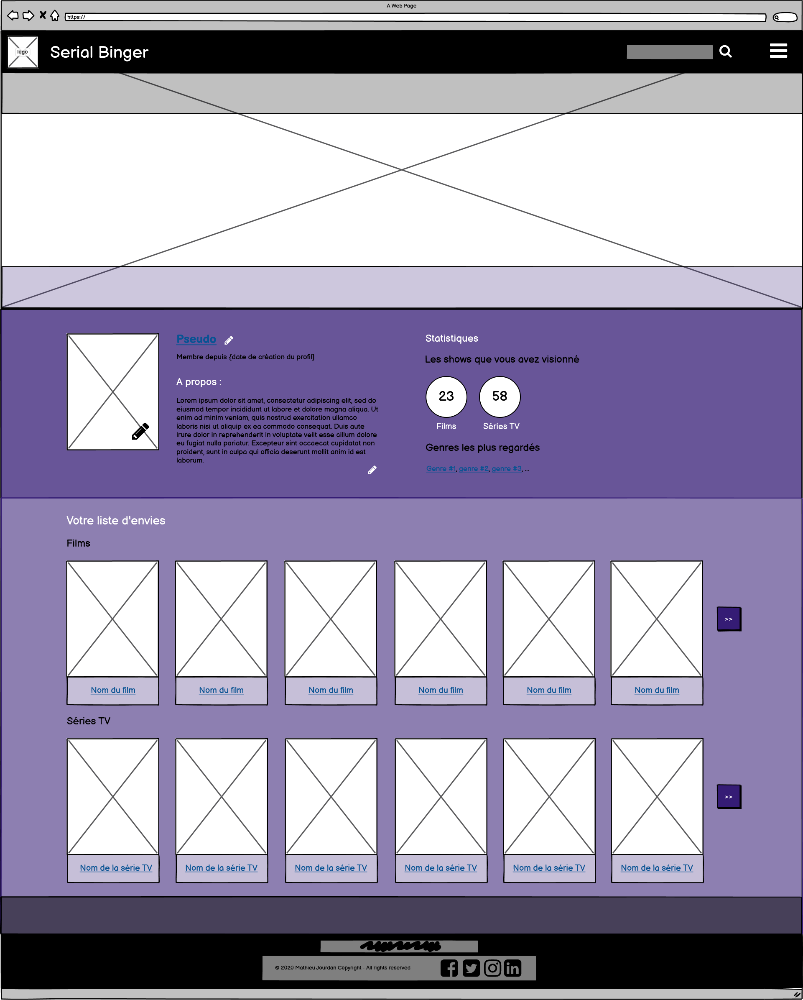 A Web Page
https://
logo
Serial Binger
Pseudo
Membre depuis {date de création du profil]
A propos :
Lorem ipsum dolor sit amet, consectetur adipiscing elit, sed do
eiusmod tempor incididunt ut labore et dolore magna aliqua. Ut
enim ad minim veniam, quis nostrud exercitation ullamco
laboris nisi ut aliquip ex ea commodo consequat. Duis aute
irure dolor in reprehenderit in voluptate velit esse cillum dolore
eu fugiat nulla pariatur. Excepteur sint occaecat cupidatat non
proident, sunt in culpa qui officia deserunt mollit anim id est
laborum.
Statistiques
Les shows que vous avez visionné
23 58
Films Séries TV
Genres les plus regardés
Genre #1, genre #2, genre #3, ...
Votre liste d'envies
Films
>>
Nom du film Nom du film Nom du film Nom du film Nom du film Nom du film
Séries TV
>>
Nom de la série TV Nom de la série TV Nom de la série TV Nom de la série TV Nom de la série TV Nom de la série TV
© 2020 Mathieu Jourdan Copyright - All rights reserved